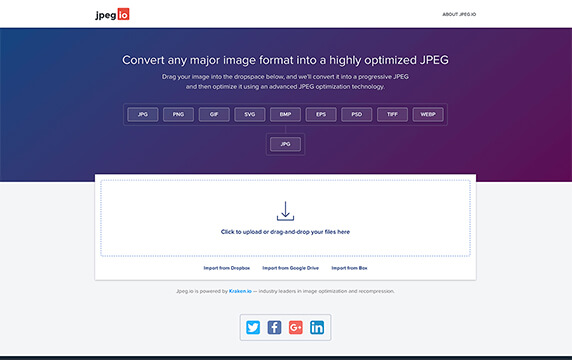 jpeg io
ABOUT JPEG.IO
Convert any major image format into a highly optimized JPEG
Drag your image into the dropspace below, and we'll convert it into a progressive JPEG
and then optimize it using an advanced JPEG optimization technology.
JPG PNG GIF SVG BMP EPS PSD TIFF WEBP
JPG
Click to upload or drag-and-drop your files here
Import from Dropbox Import from Google Drive Import from Box
Jpeg.io is powered by Kraken.io — industry leaders in image optimization and recompression.